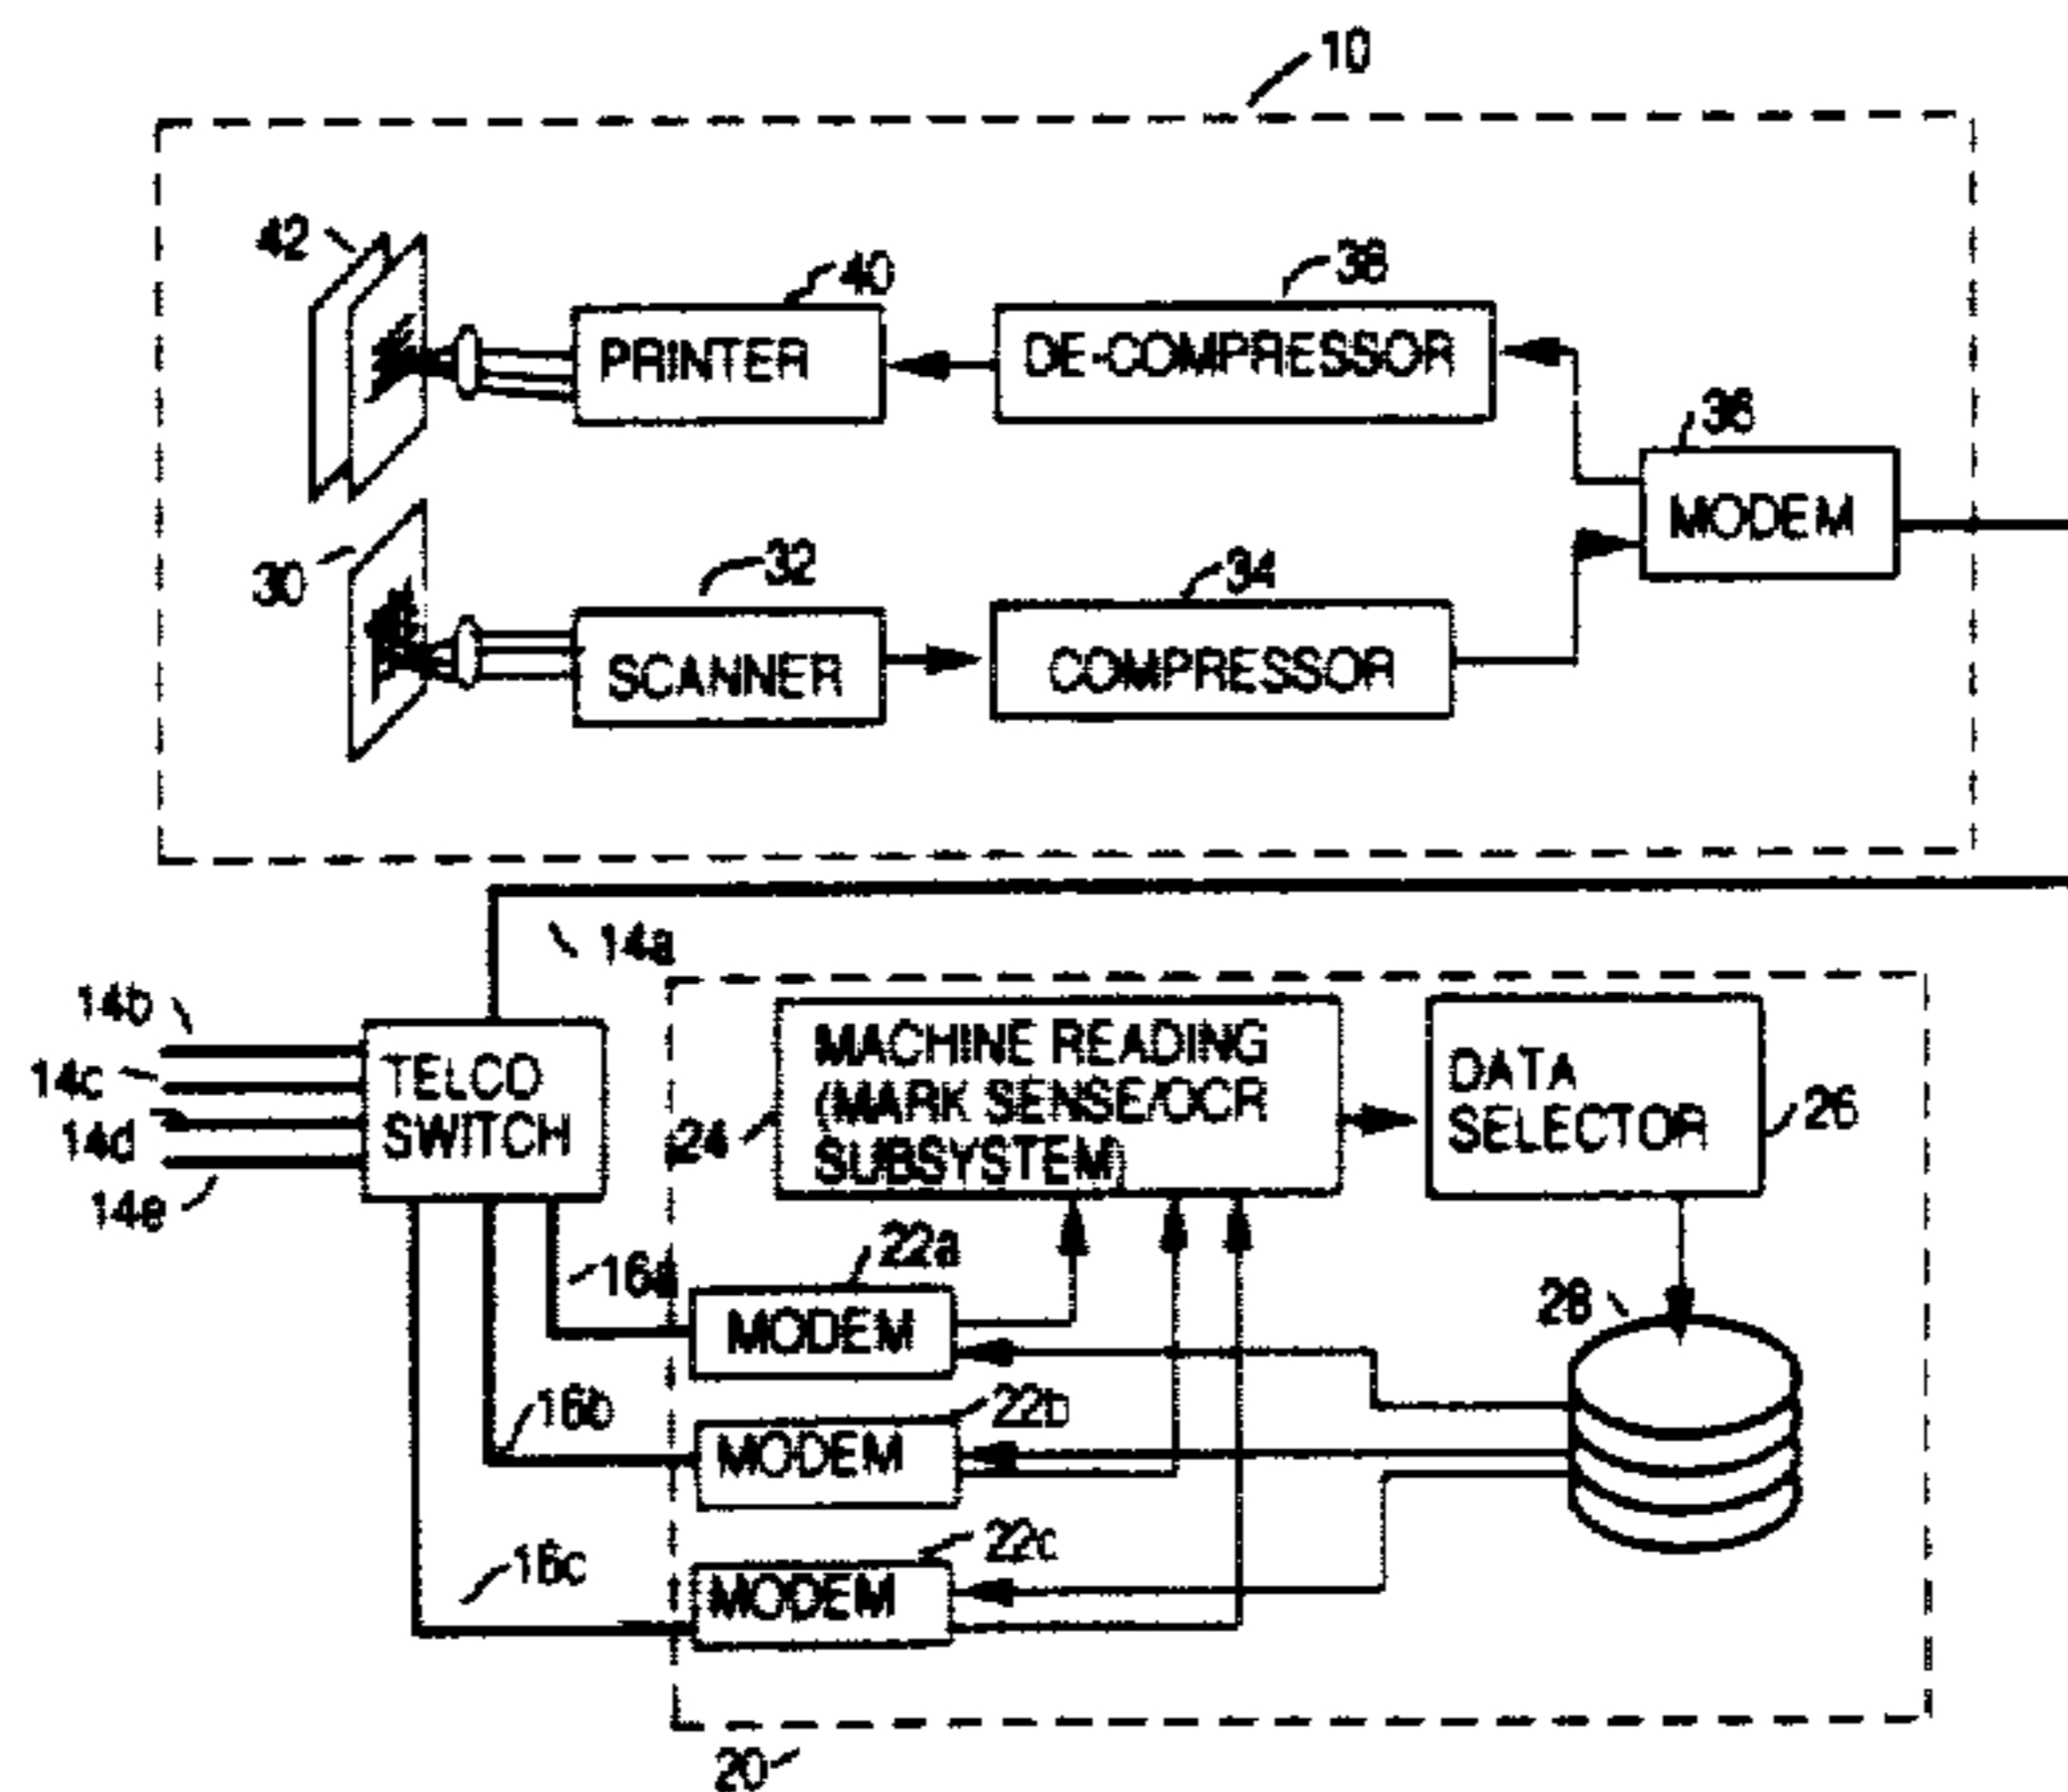 10
42
40
38
PRINTER
DE-COMPRESSOR
36
MODEM
30
32
34
SCANNER
COMPRESSOR
14a
14b
14c
14d
14e
TELCO
SWITCH
24
MACHINE READING
(MARK SENSE/OCR
SUBSYSTEM)
DATA
SELECTOR
26
16a
22a
MODEM
28
16b
22b
MODEM
16c
22c
MODEM
20